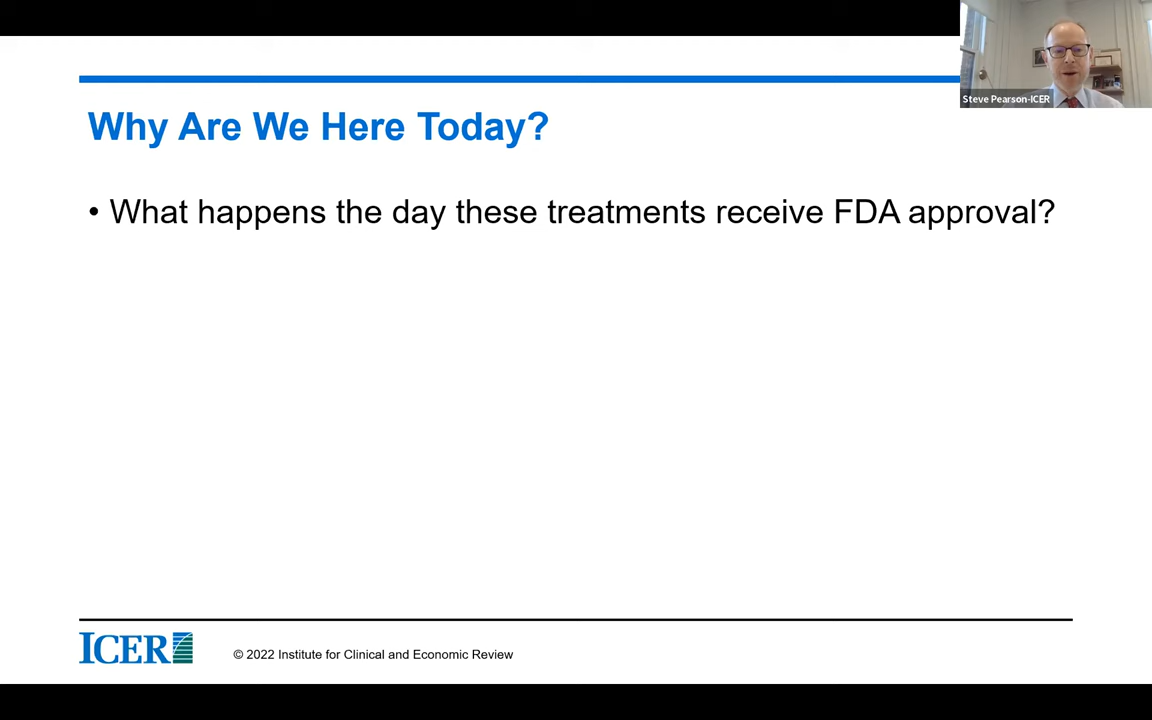 Steve Pearson-ICER
Why Are We Here Today?
• What happens the day these treatments receive FDA approval?
ICER
© 2022 Institute for Clinical and Economic Review